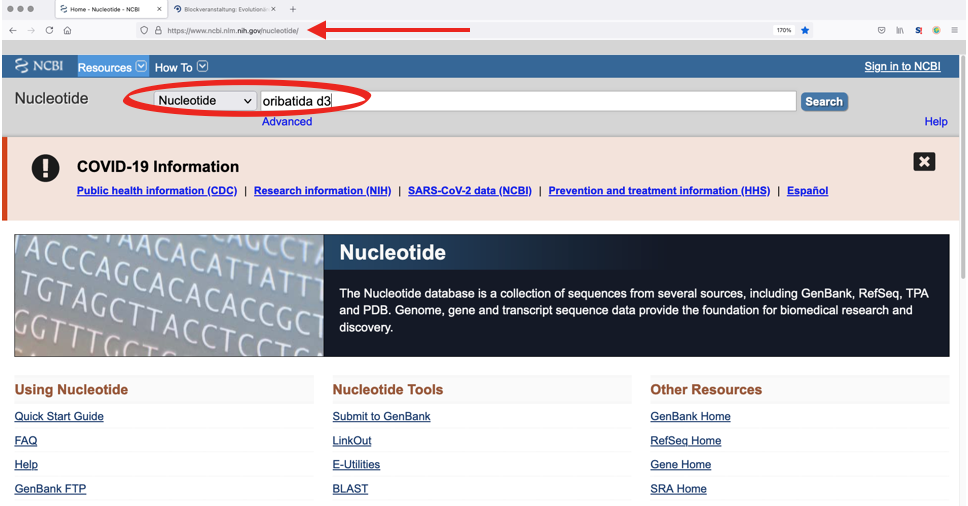 Home - Nucleotide - NCBI
Blockveranstaltung: Evolution
https://www.ncbi.nlm.nih.gov/nucleotide/
170%
NCBI Resources How To Sign in to NCBI
Nucleotide Nucleotide oribatida d3 Search
Advanced
Help
COVID-19 Information
Public health information (CDC) | Research information (NIH) | SARS-CoV-2 data (NCBI) | Prevention and treatment information (HHS) | Español
Nucleotide
The Nucleotide database is a collection of sequences from several sources, including GenBank, RefSeq, TPA
and PDB. Genome, gene and transcript sequence data provide the foundation for biomedical research and
discovery.
ACCCAGCACACCACCGCT
Using Nucleotide Nucleotide Tools Other Resources
Quick Start Guide Submit to GenBank GenBank Home
FAQ LinkOut RefSeq Home
Help E-Utilities Gene Home
GenBank FTP BLAST SRA Home